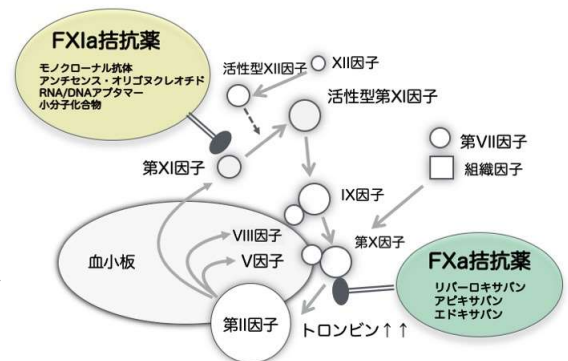 FXIa拮抗薬
モノクローナル抗体
アンチセンス・オリゴヌクレオチド
RNA/DNAアプタマー
小分子化合物
活性型XII因子
XII因子
活性型第XI因子
第XI因子
第VII因子
組織因子
IX因子
第X因子
VIII因子
V因子
血小板
第II因子
トロンビン↑↑
FXa拮抗薬
リバーロキサバン
アピキサバン
エドキサバン